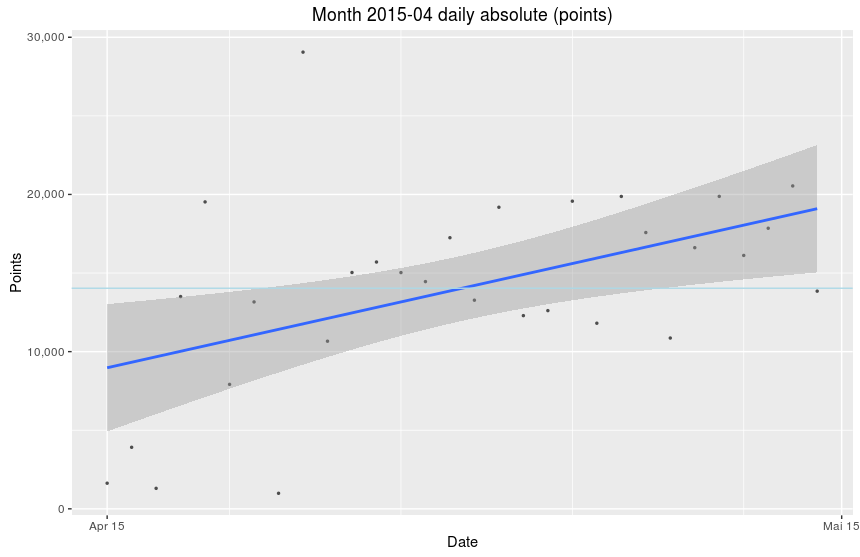 Month 2015-04 daily absolute (points)
30,000
20,000
10,000
0
Points
Apr 15
Mai 15
Date